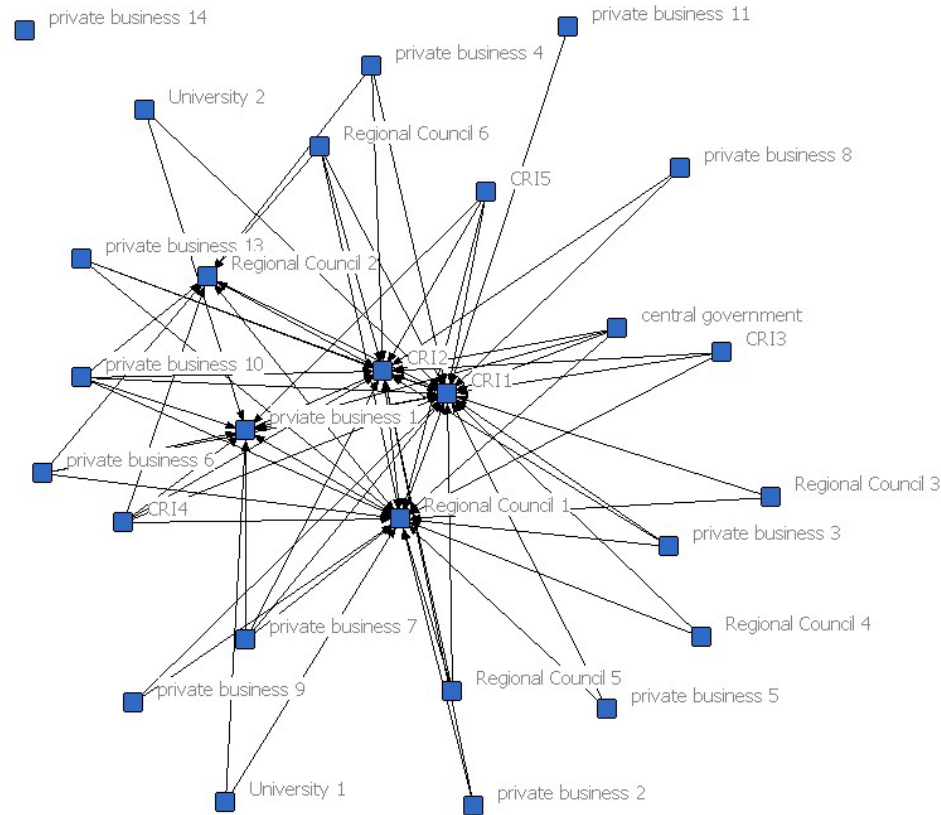 private business 14
private business 11
private business 4
University 2
Regional Council 6
private business 8
CRI5
private business 13
Regional Council 2
central government
CRI3
CRI2
private business 10
CRI1
prviate business 1
private business 6
Regional Council 3
CRI4
Regional Council 1
private business 3
private business 7
Regional Council 4
Regional Council 5
private business 9
private business 5
University 1
private business 2